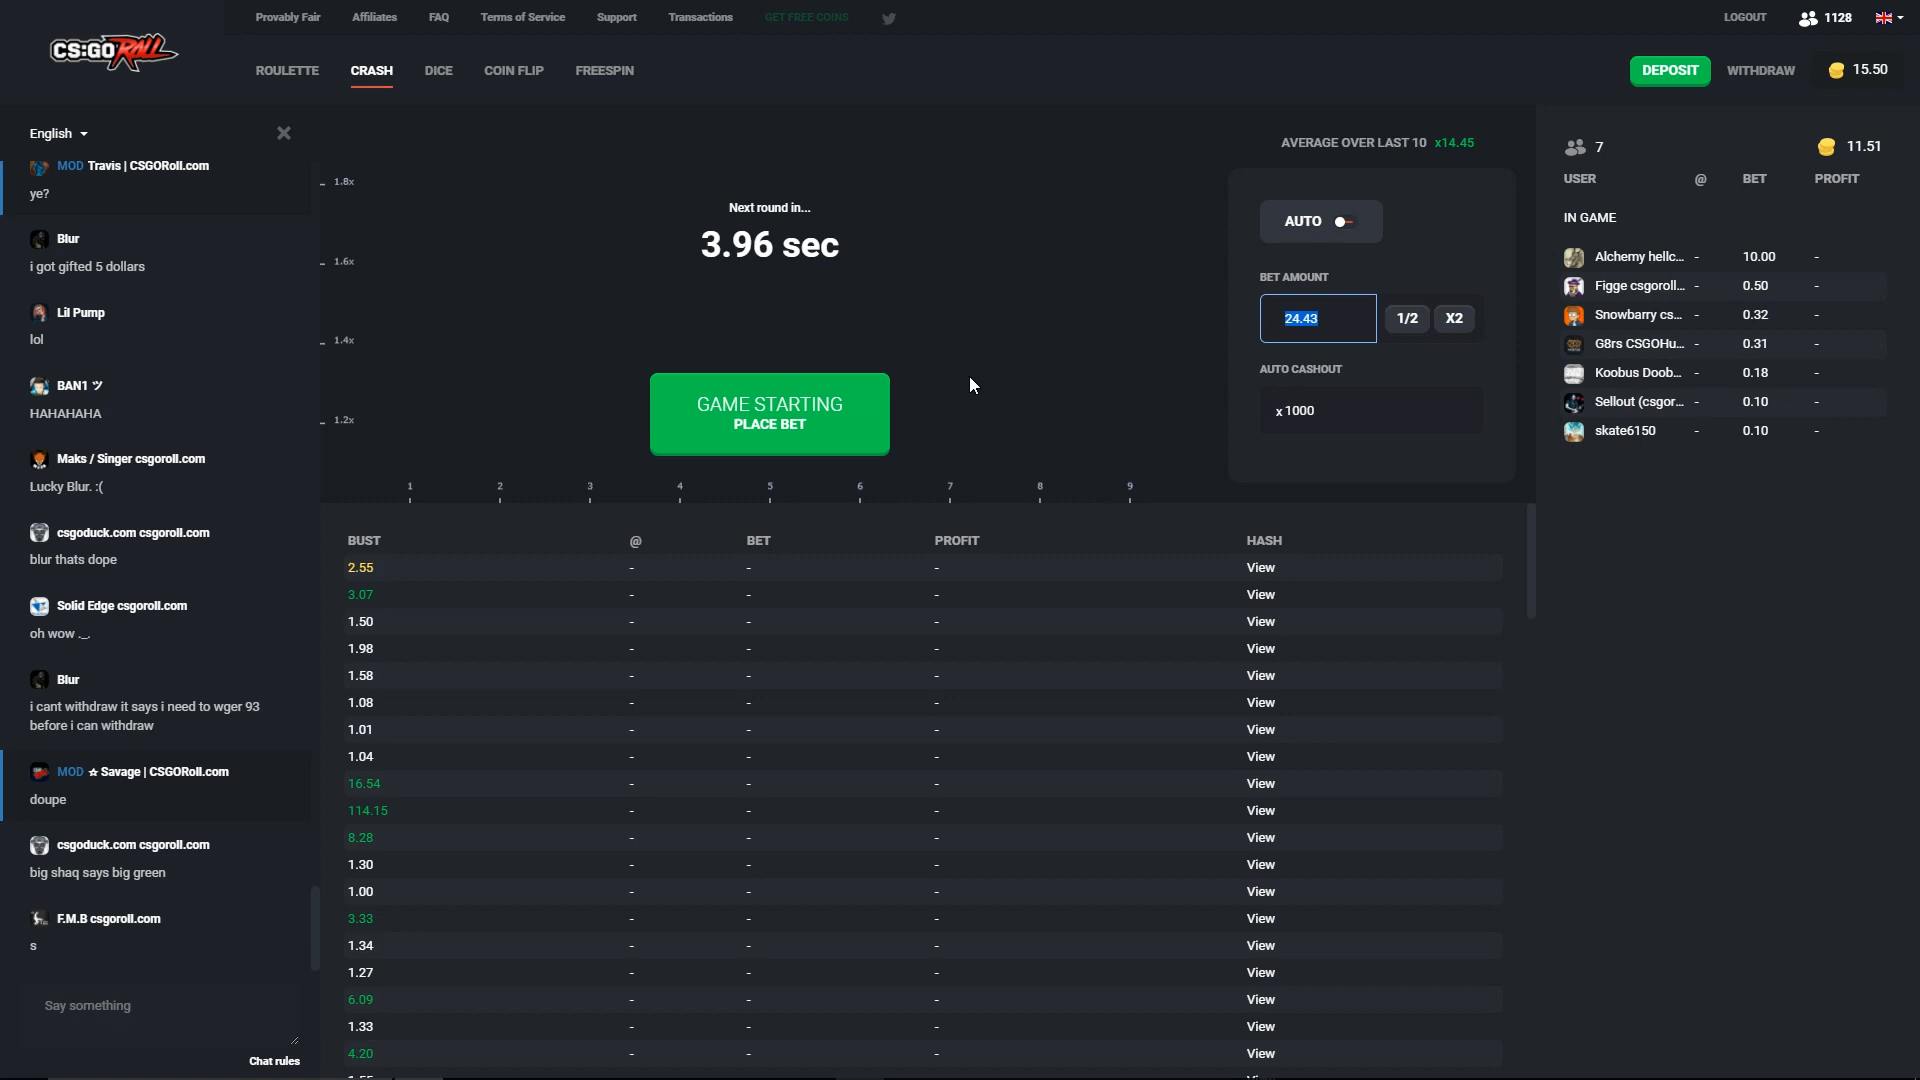 Provably Fair
Affiliates
FAQ
Terms of Service
Support
Transactions
GET FREE COINS
LOGOUT
1128
CS:GO ROLL
ROULETTE
CRASH
DICE
COIN FLIP
FREESPIN
DEPOSIT
WITHDRAW
15.50
English
MOD Travis | CSGORoll.com
ye?
Blur
i got gifted 5 dollars
Lil Pump
lol
BAN1 ツ
HAHAHAHA
Maks / Singer csgoroll.com
Lucky Blur. :(
csgoduck.com csgoroll.com
blur thats dope
Solid Edge csgoroll.com
oh wow ._.
Blur
i cant withdraw it says i need to wger 93
before i can withdraw
MOD ☆ Savage | CSGORoll.com
doupe
csgoduck.com csgoroll.com
big shaq says big green
F.M.B csgoroll.com
s
Say something
Chat rules
1.8x
1.6x
1.4x
1.2x
Next round in...
3.96 sec
GAME STARTING
PLACE BET
1 2 3 4 5 6 7 8 9
AVERAGE OVER LAST 10 x14.45
AUTO
BET AMOUNT
24.43 1/2 X2
AUTO CASHOUT
x 1000
BUST @ BET PROFIT HASH
2.55 - - - View
3.07 - - - View
1.50 - - - View
1.98 - - - View
1.58 - - - View
1.08 - - - View
1.01 - - - View
1.04 - - - View
16.54 - - - View
114.15 - - - View
8.28 - - - View
1.30 - - - View
1.00 - - - View
3.33 - - - View
1.34 - - - View
1.27 - - - View
6.09 - - - View
1.33 - - - View
4.20 - - - View
7 11.51
USER @ BET PROFIT
IN GAME
Alchemy hellc... - 10.00 -
Figge csgoroll... - 0.50 -
Snowbarry cs... - 0.32 -
G8rs CSGOHu... - 0.31 -
Koobus Doob... - 0.18 -
Sellout (csgor... - 0.10 -
skate6150 - 0.10 -